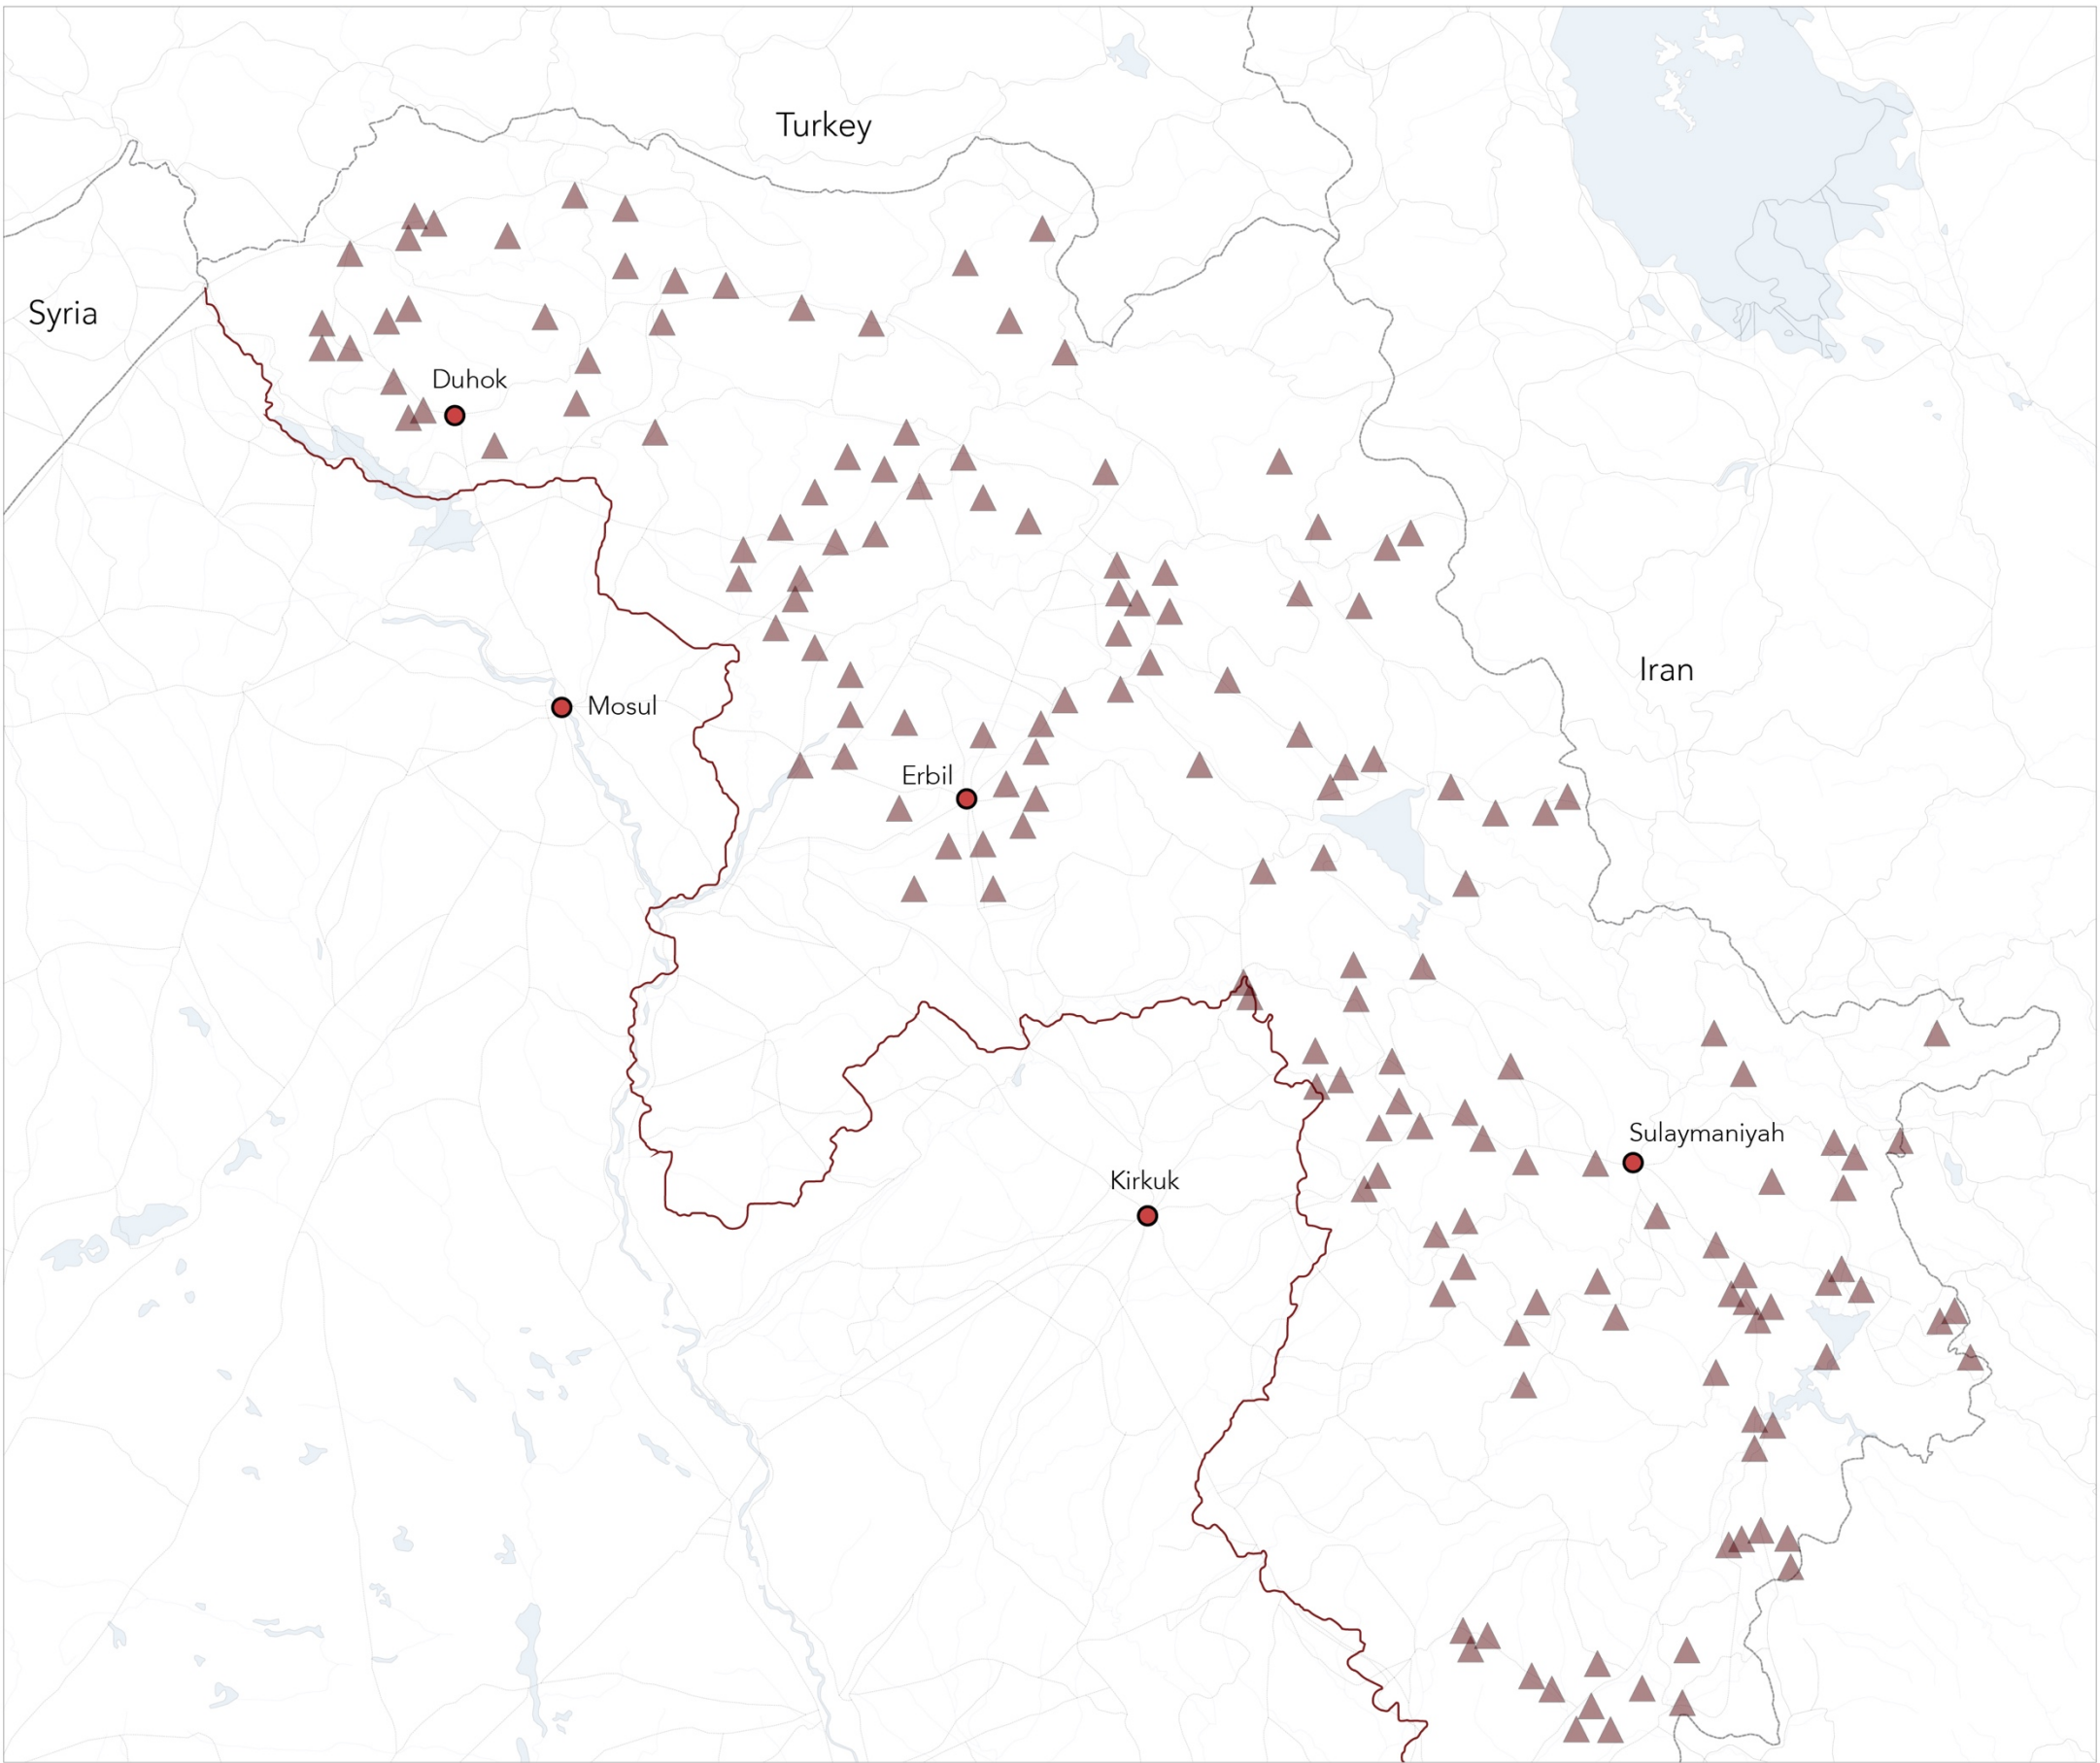 Turkey
Syria
Duhok
Iran
Mosul
Erbil
Sulaymaniyah
Kirkuk